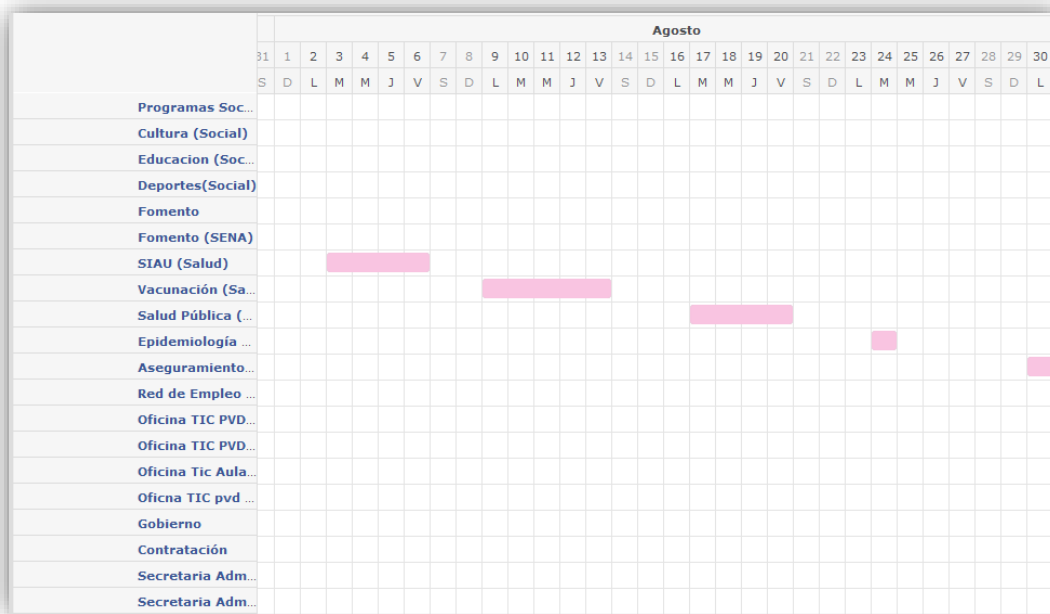 Agosto
31 1 2 3 4 5 6 7 8 9 10 11 12 13 14 15 16 17 18 19 20 21 22 23 24 25 26 27 28 29 30
S D L M M J V S D L M M J V S D L M M J V S D L M M J V S D L
Programas Soc...
Cultura (Social)
Educacion (Soc...
Deportes(Social)
Fomento
Fomento (SENA)
SIAU (Salud)
Vacunación (Sa...
Salud Pública (...
Epidemiología ...
Aseguramiento...
Red de Empleo ...
Oficina TIC PVD...
Oficina TIC PVD...
Oficina Tic Aula...
Oficna TIC pvd ...
Gobierno
Contratación
Secretaria Adm...
Secretaria Adm...